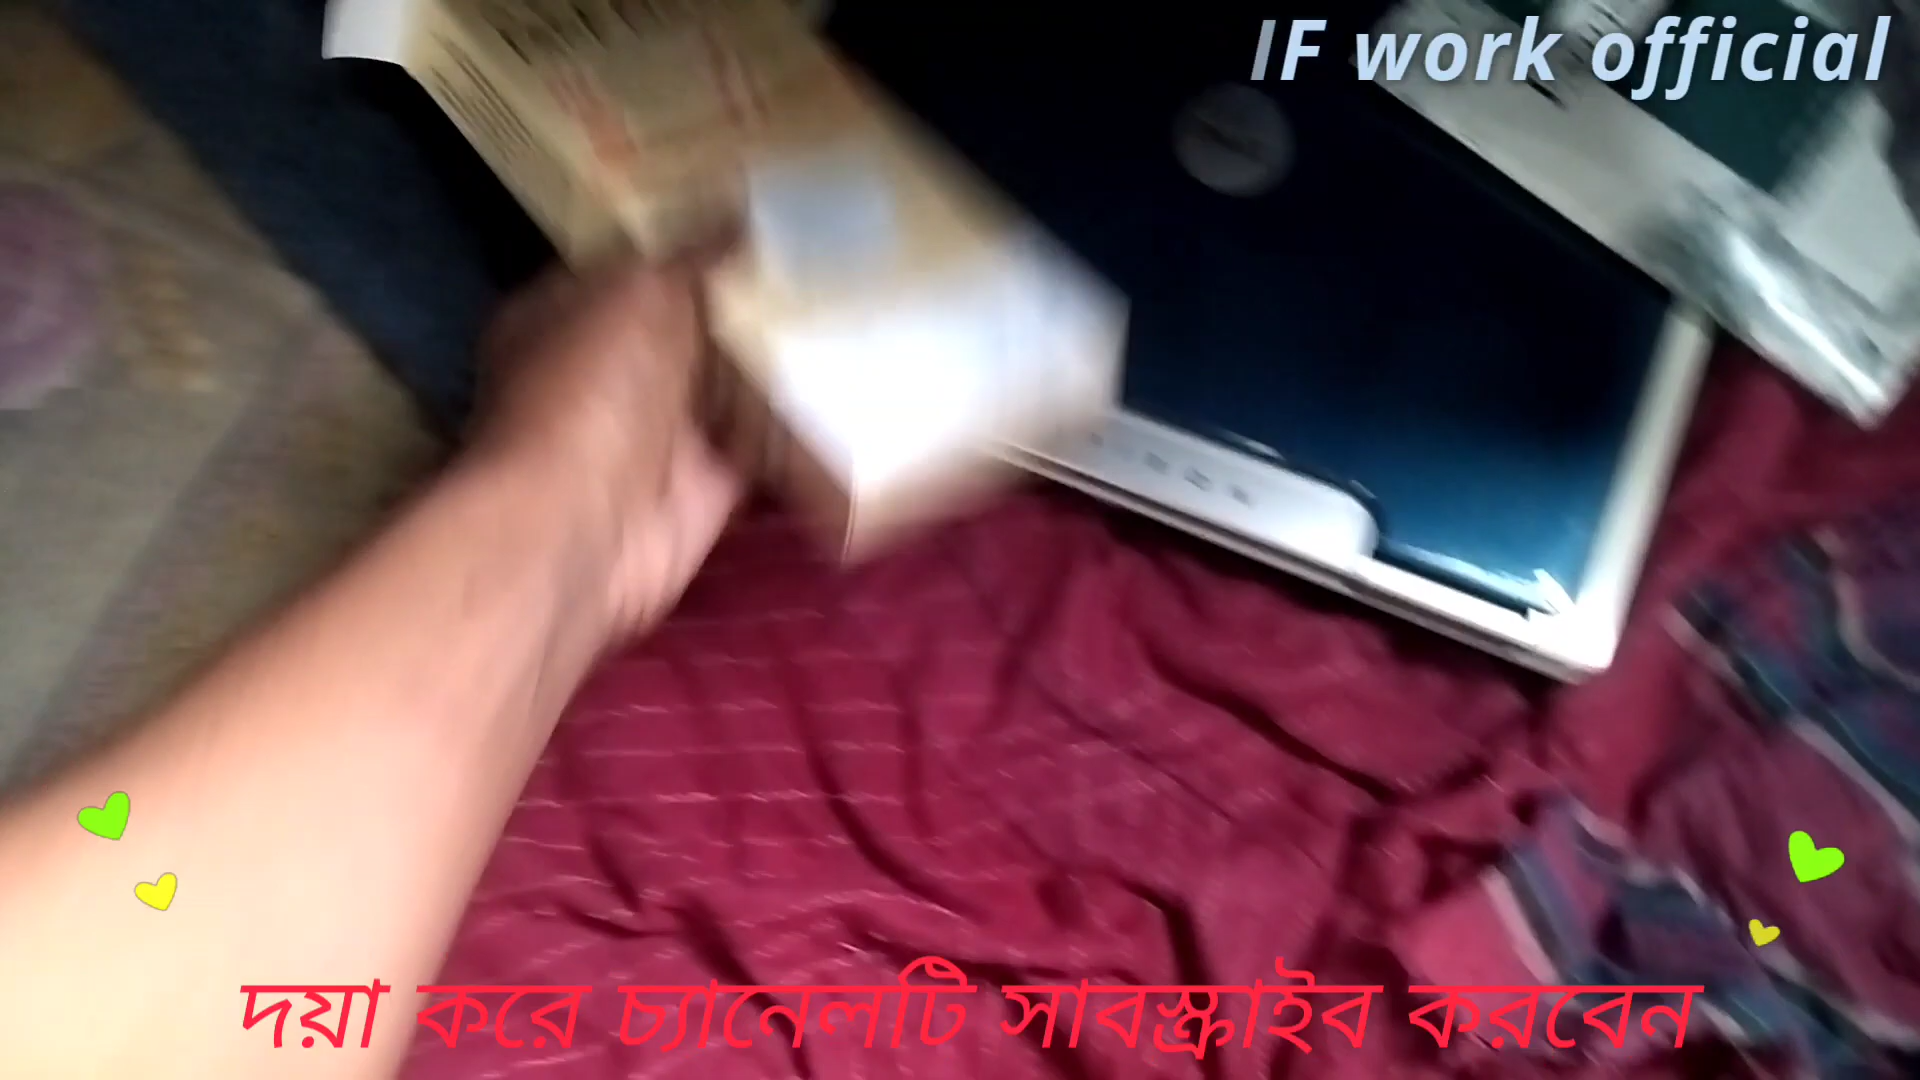 IF work official
দয়া করে চ্যানেলটি সাবস্ক্রাইব করবেন